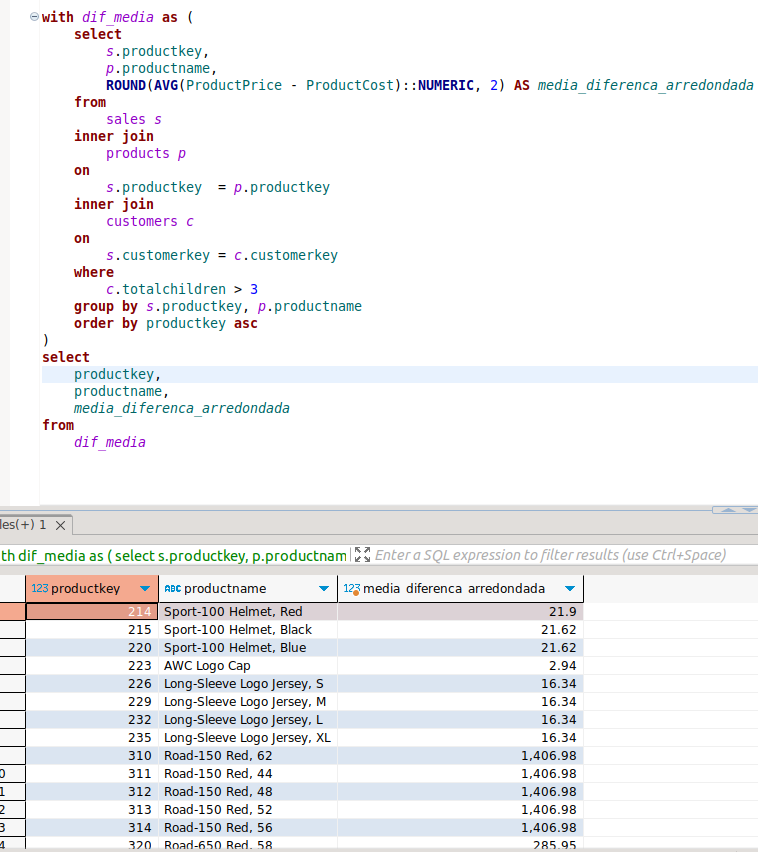 with dif_media as (
select
s.productkey,
p.productname,
ROUND(AVG(ProductPrice - ProductCost)::NUMERIC, 2) AS media_diferenca_arredondada
from
sales s
inner join
products p
on
s.productkey  = p.productkey
inner join
customers c
on
s.customerkey = c.customerkey
where
c.totalchildren > 3
group by s.productkey, p.productname
order by productkey asc
)
select
productkey,
productname,
media_diferenca_arredondada
from
dif_media
les(+) 1
th dif_media as ( select s.productkey, p.productnam Enter a SQL expression to filter results (use Ctrl+Space)
123 productkey ABC productname 123 media_diferenca_arredondada
214 Sport-100 Helmet, Red 21.9
215 Sport-100 Helmet, Black 21.62
220 Sport-100 Helmet, Blue 21.62
223 AWC Logo Cap 2.94
226 Long-Sleeve Logo Jersey, S 16.34
229 Long-Sleeve Logo Jersey, M 16.34
232 Long-Sleeve Logo Jersey, L 16.34
235 Long-Sleeve Logo Jersey, XL 16.34
310 Road-150 Red, 62 1,406.98
0 311 Road-150 Red, 44 1,406.98
1 312 Road-150 Red, 48 1,406.98
2 313 Road-150 Red, 52 1,406.98
3 314 Road-150 Red, 56 1,406.98
4 320 Road-650 Red, 58 285.95